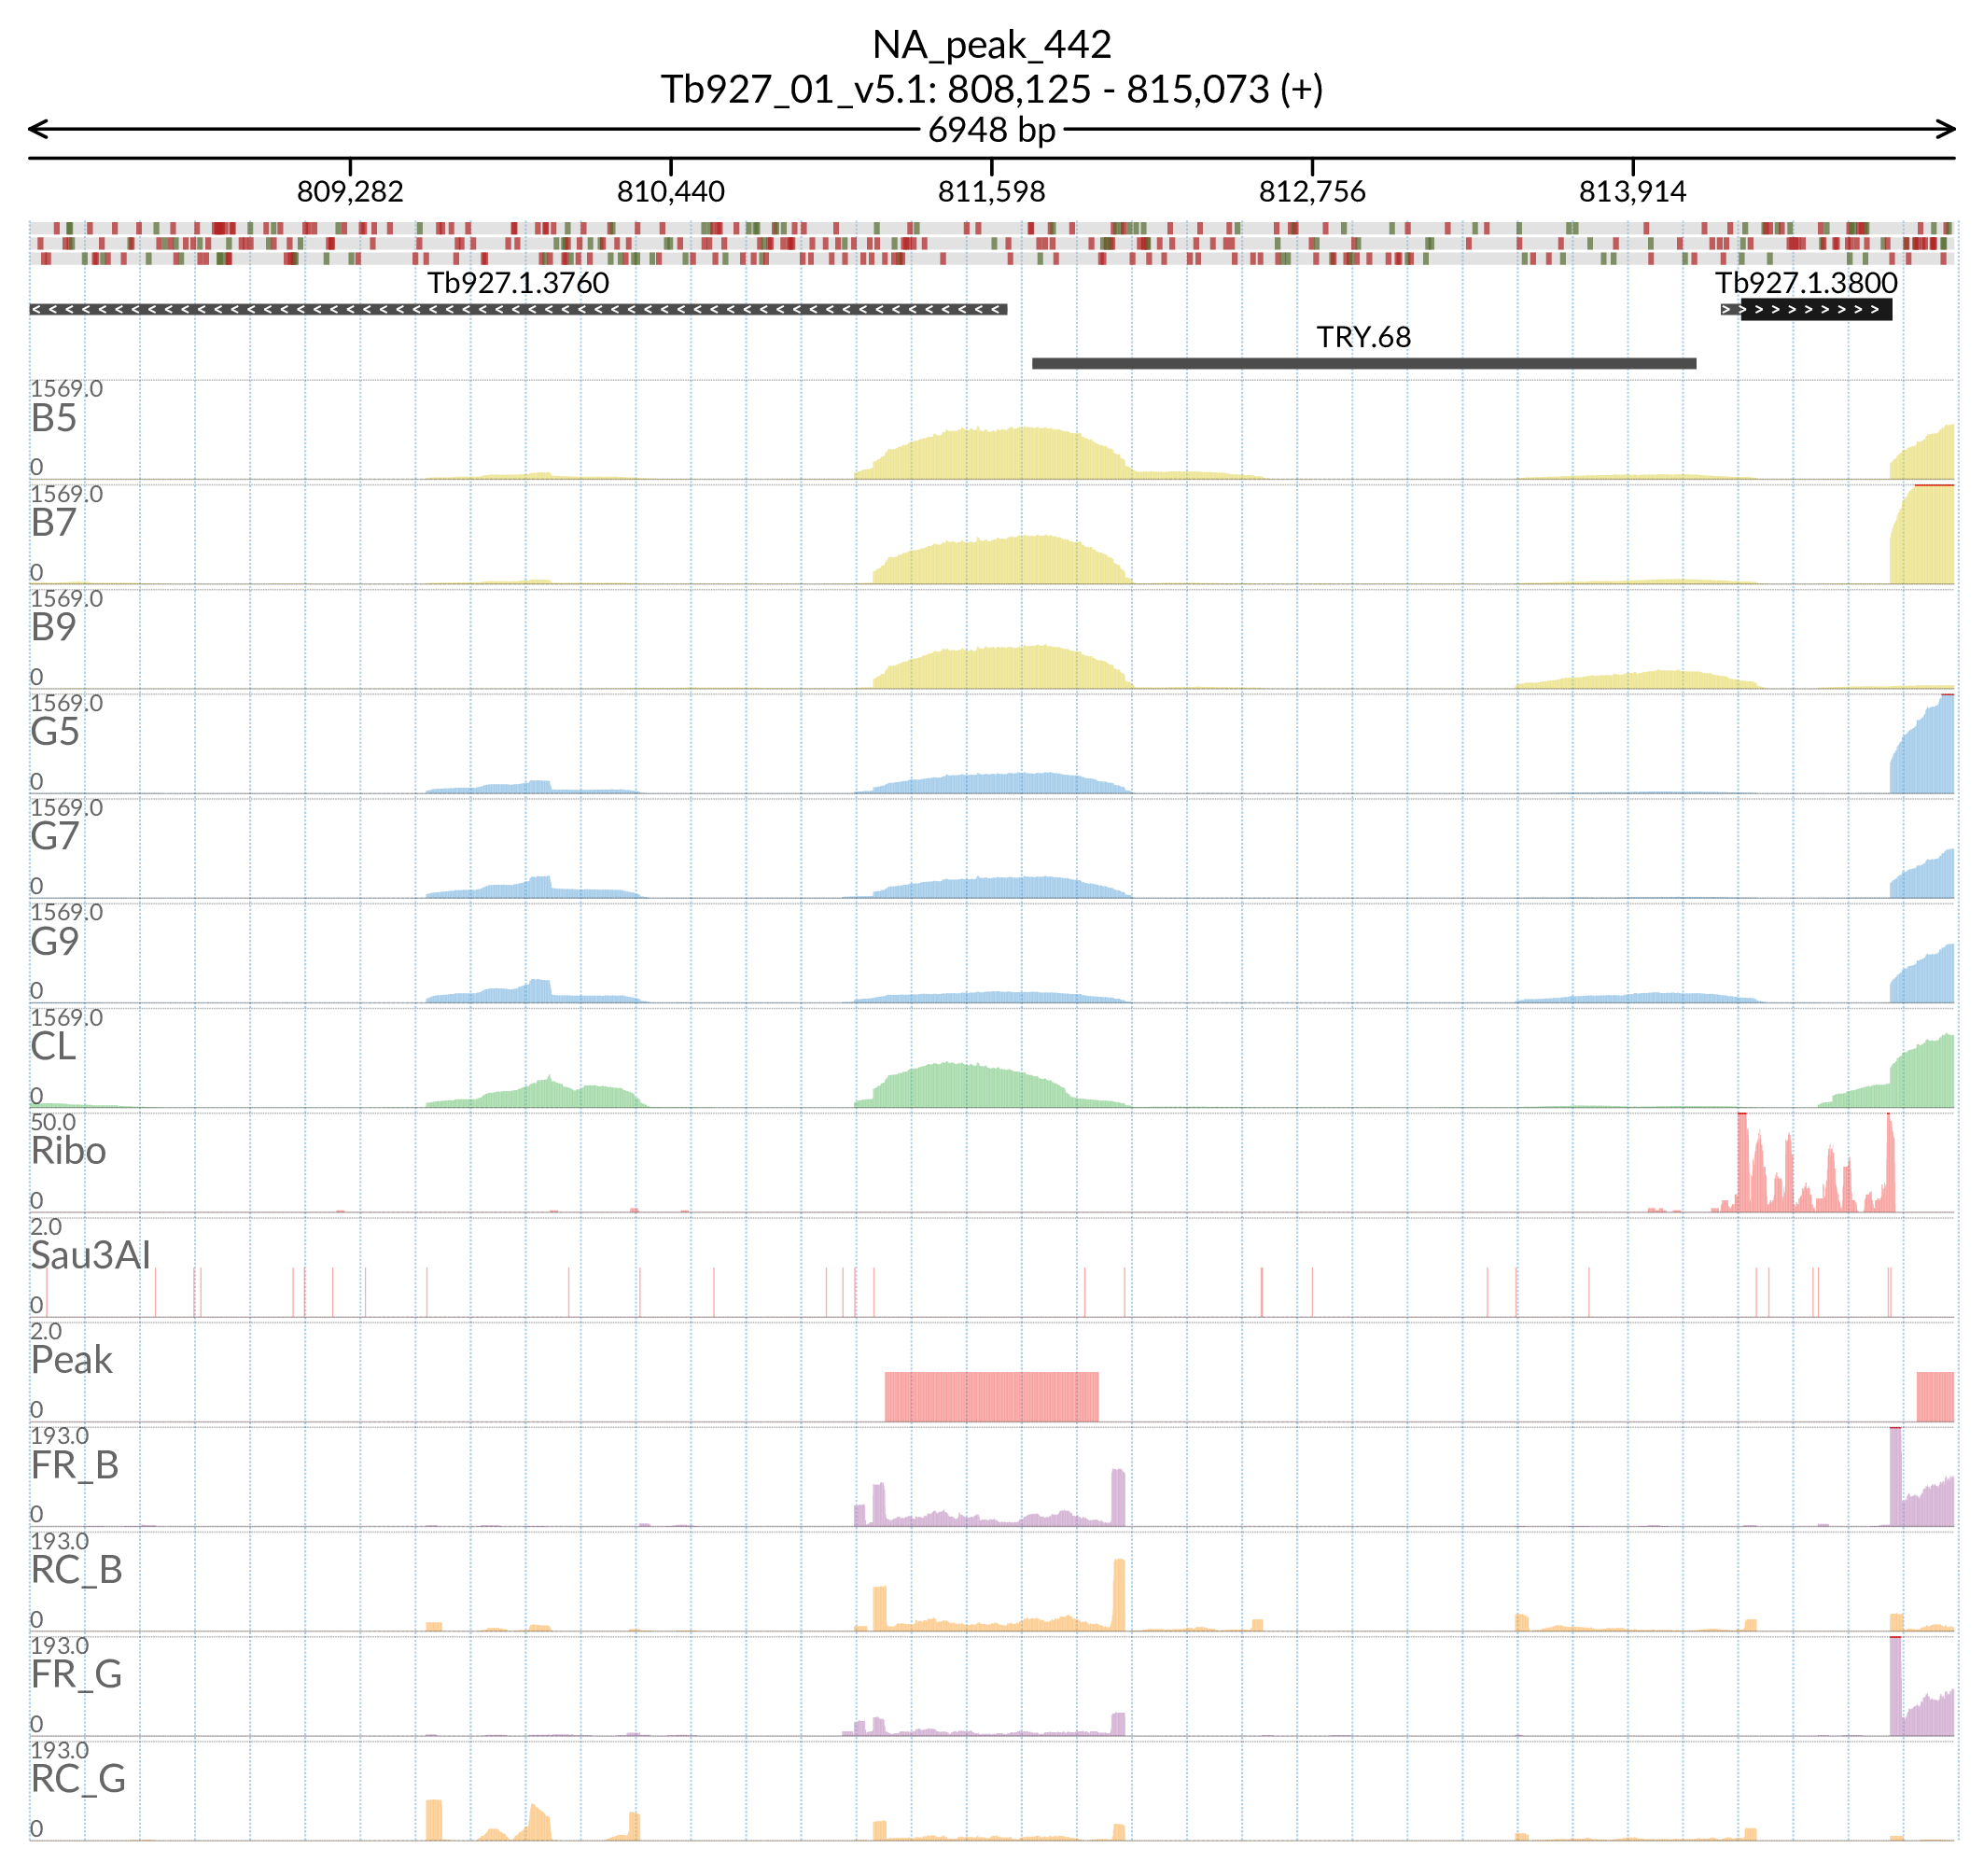 NA_peak_442
Tb927_01_v5.1: 808,125 - 815,073 (+)
6948 bp
809,282 810,440 811,598 812,756 813,914
Tb927.1.3760 Tb927.1.3800
TRY.68
1569.0
B5
0
1569.0
B7
0
1569.0
B9
0
1569.0
G5
0
1569.0
G7
0
1569.0
G9
0
1569.0
CL
0
50.0
Ribo
0
2.0
Sau3AI
0
2.0
Peak
0
193.0
FR_B
0
193.0
RC_B
0
193.0
FR_G
0
193.0
RC_G
0